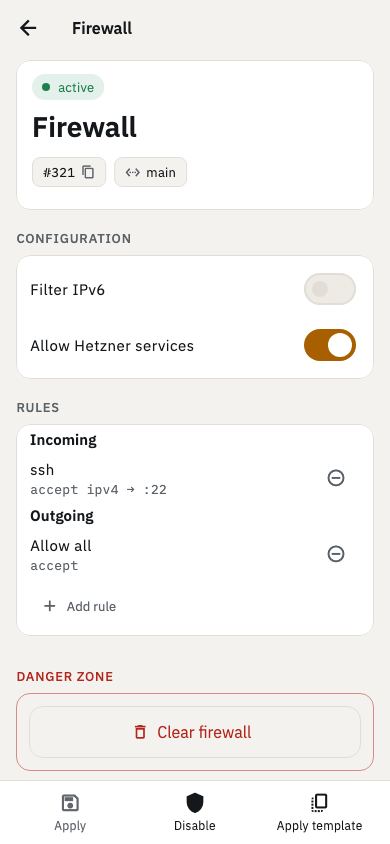 Firewall
active
Firewall
#321
main
CONFIGURATION
Filter IPv6
Allow Hetzner services
RULES
Incoming
ssh
accept ipv4 → :22
Outgoing
Allow all
accept
Add rule
DANGER ZONE
Clear firewall
Apply
Disable
Apply template